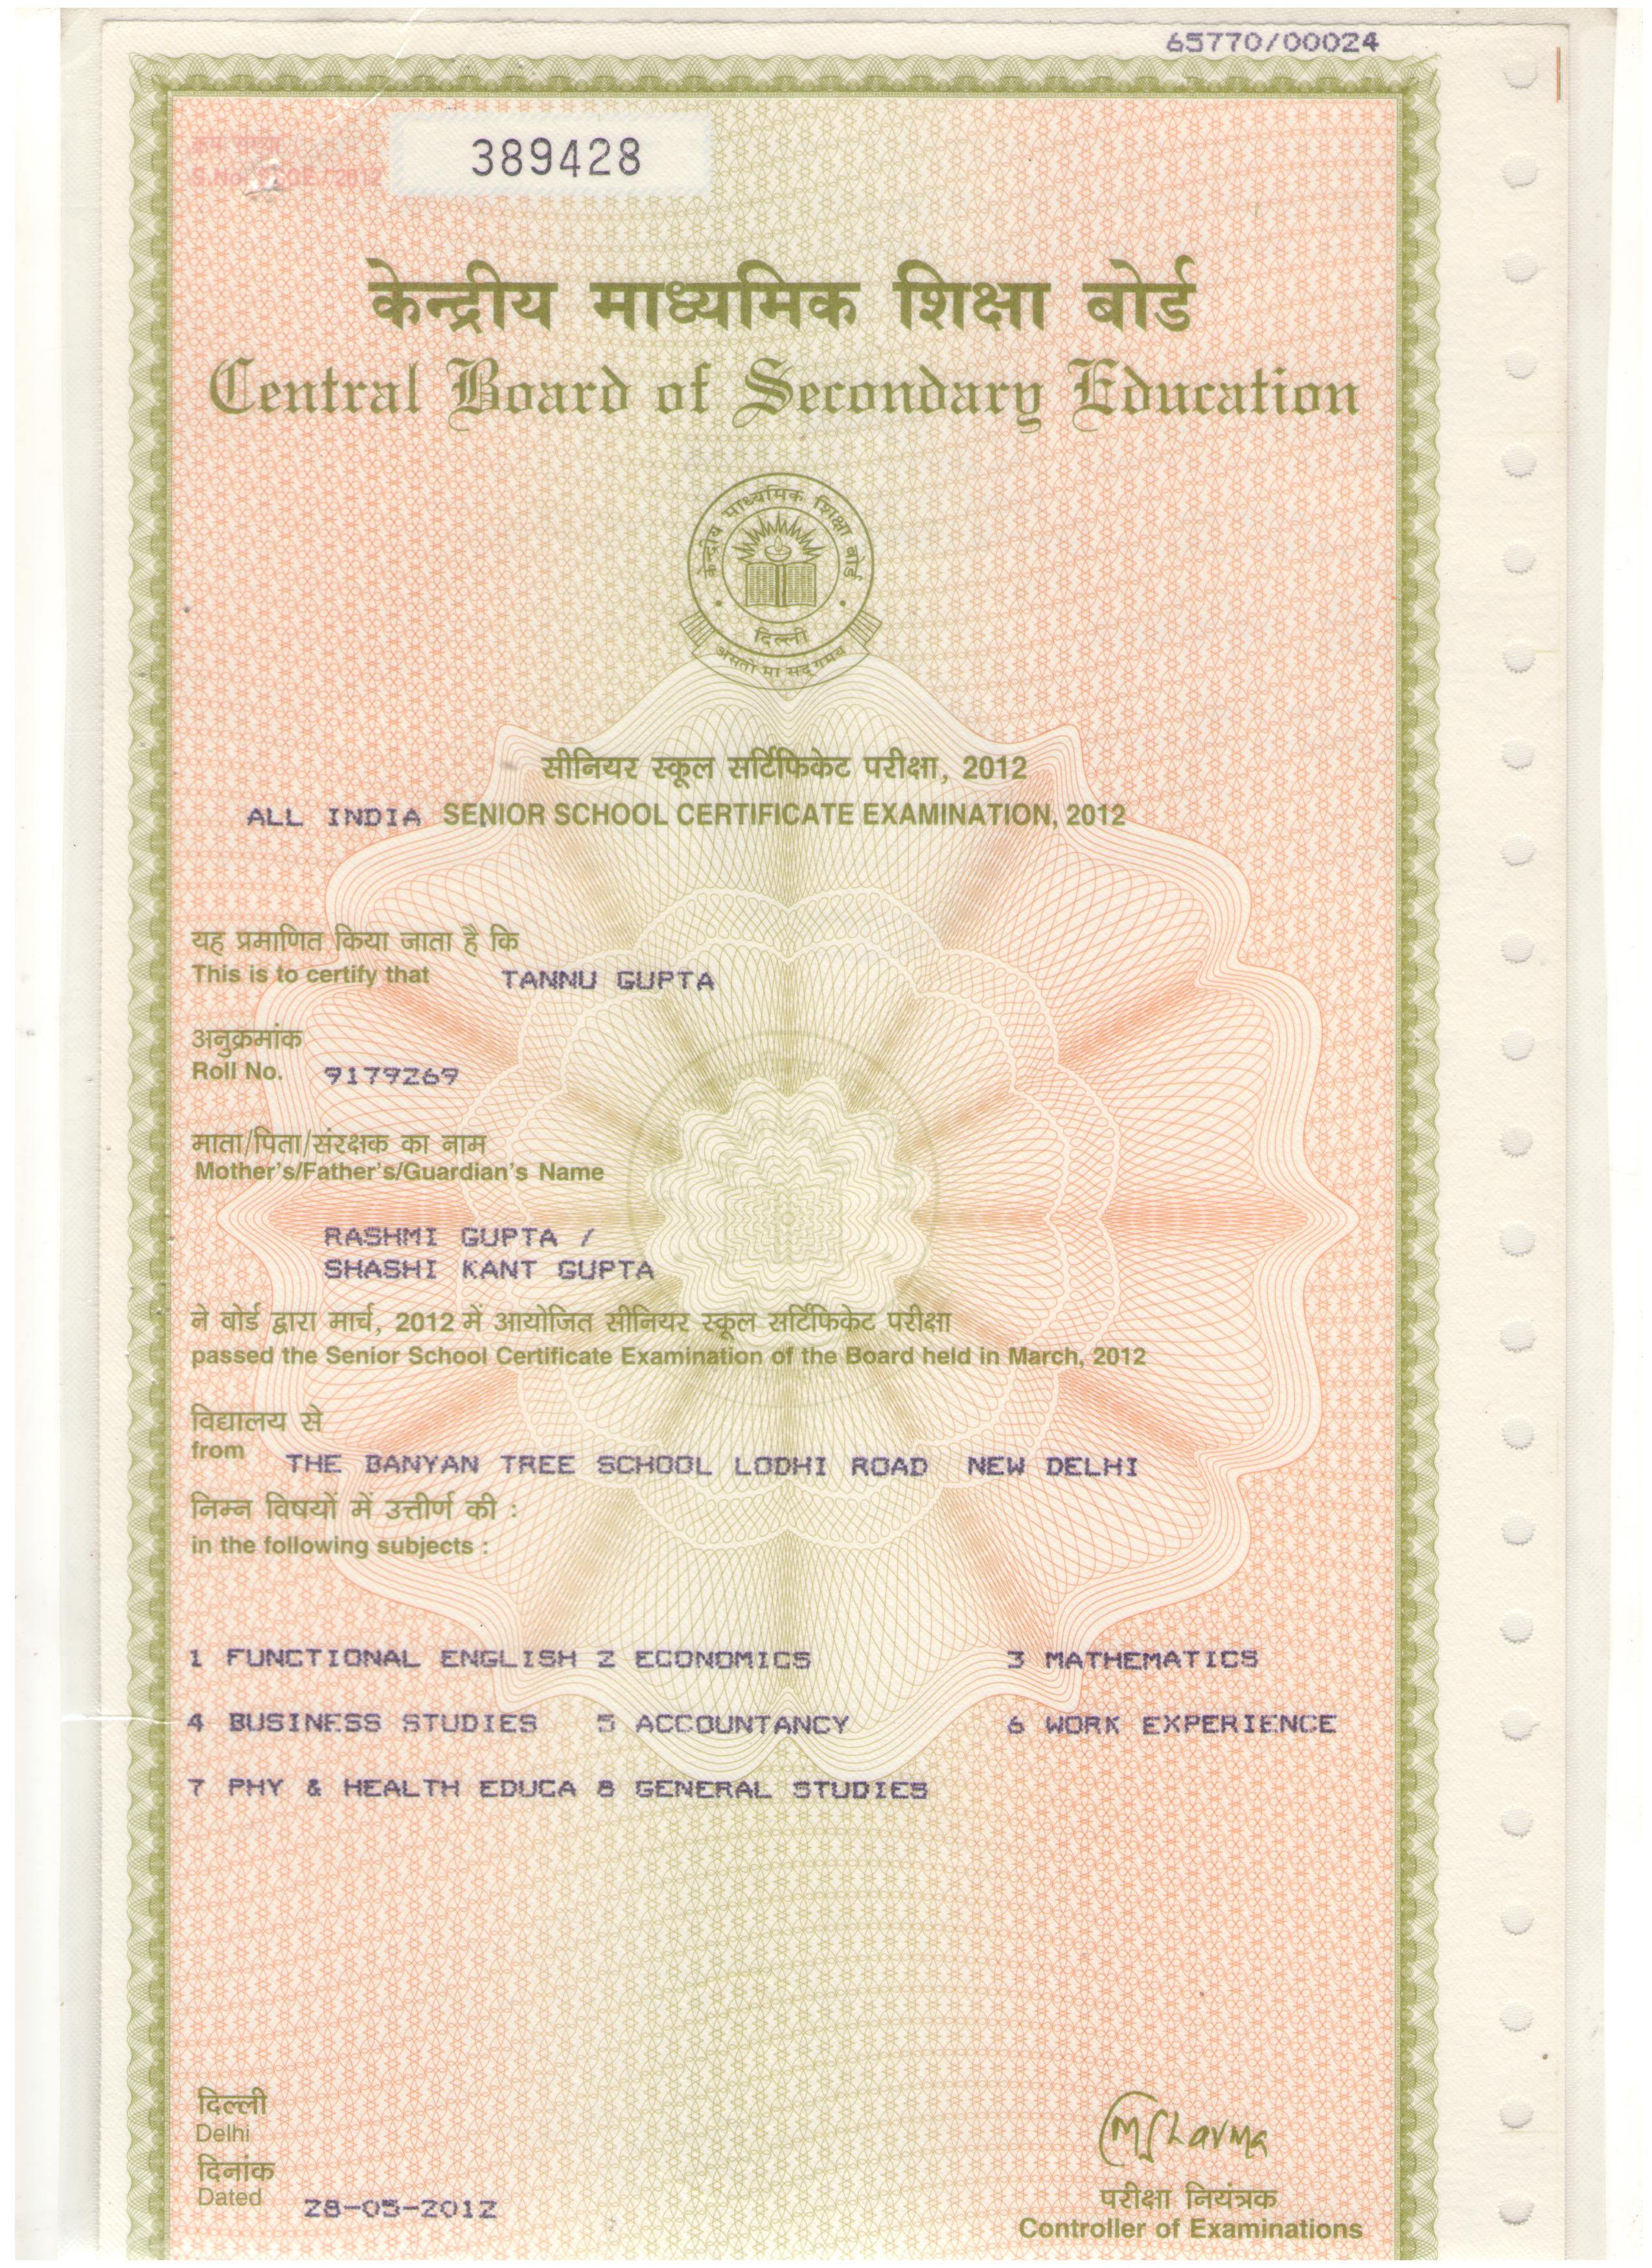 65770/00024
क्रम संख्या
389428
S.No. /2012
केन्द्रीय माध्यमिक शिक्षा बोर्ड
Central Board of Secondary Education
केन्द्रीय माध्यमिक शिक्षा बोर्ड
दिल्ली
असतो मा सद् गमय
सीनियर स्कूल सर्टिफिकेट परीक्षा, 2012
ALL INDIA SENIOR SCHOOL CERTIFICATE EXAMINATION, 2012
यह प्रमाणित किया जाता है कि
This is to certify that TANNU GUPTA
अनुक्रमांक
Roll No. 9179269
माता/पिता/संरक्षक का नाम
Mother's/Father's/Guardian's Name
RASHMI GUPTA /
SHASHI KANT GUPTA
ने वोर्ड द्वारा मार्च, 2012 में आयोजित सीनियर स्कूल सर्टिफिकेट परीक्षा
passed the Senior School Certificate Examination of the Board held in March, 2012
विद्यालय से
from THE BANYAN TREE SCHOOL LODHI ROAD NEW DELHI
निम्न विषयों में उत्तीर्ण की :
in the following subjects :
1 FUNCTIONAL ENGLISH 2 ECONOMICS 3 MATHEMATICS
4 BUSINESS STUDIES 5 ACCOUNTANCY 6 WORK EXPERIENCE
7 PHY & HEALTH EDUCA 8 GENERAL STUDIES
दिल्ली
Delhi
दिनांक
Dated 28-05-2012
MSharma
परीक्षा नियंत्रक
Controller of Examinations